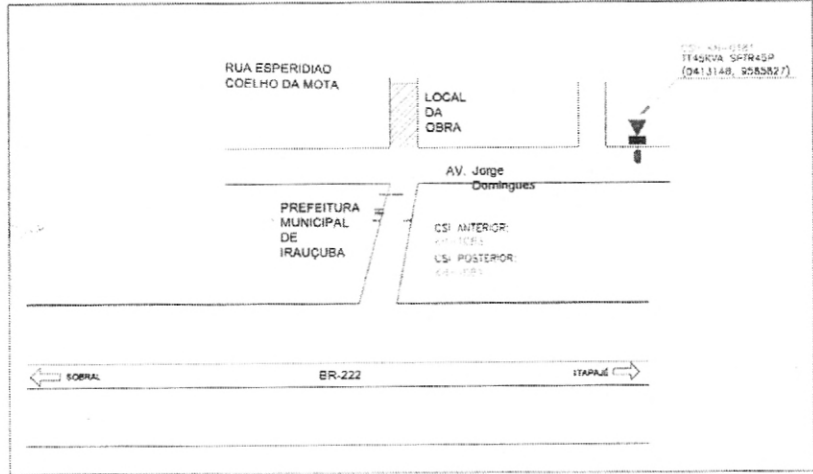 TT45KVA SFTR45P
(0413148, 9585827)
RUA ESPERIDIAO
COELHO DA MOTA
LOCAL
DA
OBRA
AV. Jorge
Domingues
PREFEITURA
MUNICIPAL
DE
IRAUÇUBA
CSI ANTERIOR:
CSI POSTERIOR:
SOBRAL
BR-222
ITAPAJÉ